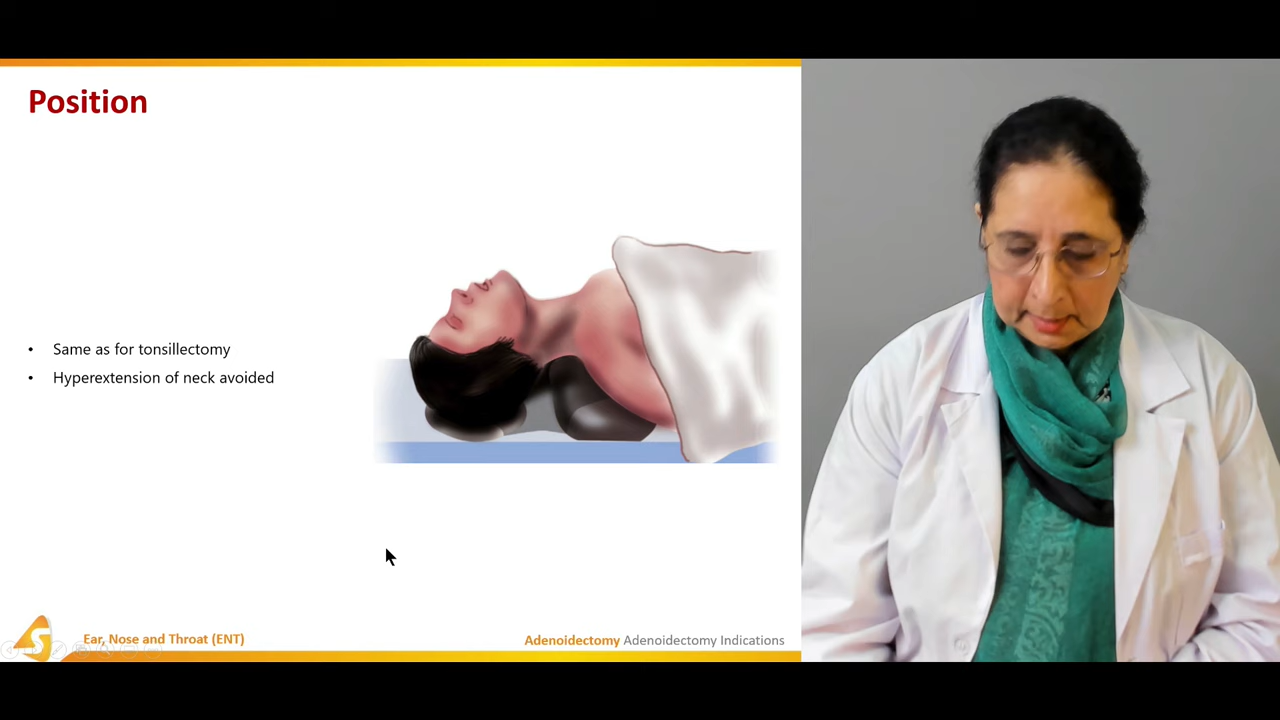 Position
• Same as for tonsillectomy
• Hyperextension of neck avoided
Ear, Nose and Throat (ENT)
Adenoidectomy Adenoidectomy Indications